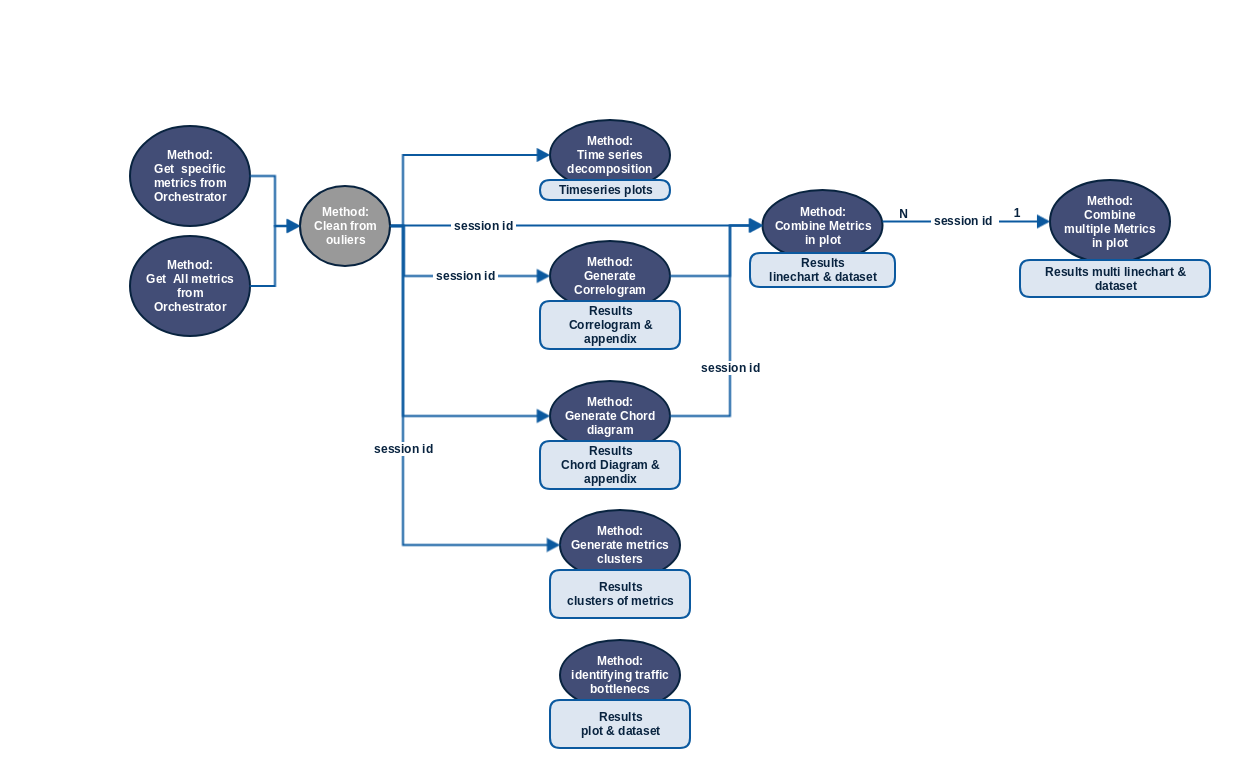 Method:
Get  specific
metrics from
Orchestrator
Method:
Get  All metrics
from
Orchestrator
Method:
Clean from
ouliers
Method:
Time series
decomposition
Timeseries plots
session id
session id
Method:
Generate
Correlogram
Results
Correlogram &
appendix
Method:
Generate Chord
diagram
Results
Chord Diagram &
appendix
session id
session id
Method:
Generate metrics
clusters
Results
clusters of metrics
Method:
identifying traffic
bottlenecs
Results
plot & dataset
Method:
Combine Metrics
in plot
Results
linechart & dataset
N
session id
1
Method:
Combine
multiple Metrics
in plot
Results multi linechart &
dataset